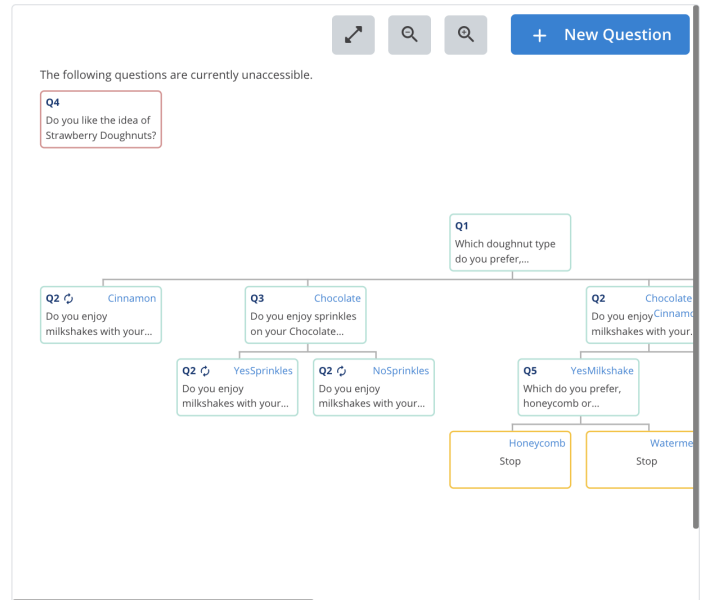 + New Question
The following questions are currently unaccessible.
Q4
Do you like the idea of
Strawberry Doughnuts?
Q1
Which doughnut type
do you prefer,...
Q2 Cinnamon
Do you enjoy
milkshakes with your...
Q3 Chocolate
Do you enjoy sprinkles
on your Chocolate...
Q2 Chocolate
Do you enjoy
milkshakes with your.
Q2 YesSprinkles
Do you enjoy
milkshakes with your...
Q2 NoSprinkles
Do you enjoy
milkshakes with your...
Q5 YesMilkshake
Which do you prefer,
honeycomb or...
Honeycomb
Stop
Stop